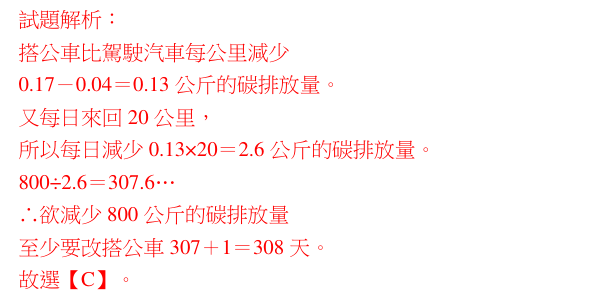 試題解析：
搭公車比駕駛汽車每公里減少
0.17－0.04＝0.13 公斤的碳排放量。
又每日來回 20 公里，
所以每日減少 0.13×20＝2.6 公斤的碳排放量。
800÷2.6＝307.6⋯
∴欲減少 800 公斤的碳排放量
至少要改搭公車 307＋1＝308 天。
故選【C】。